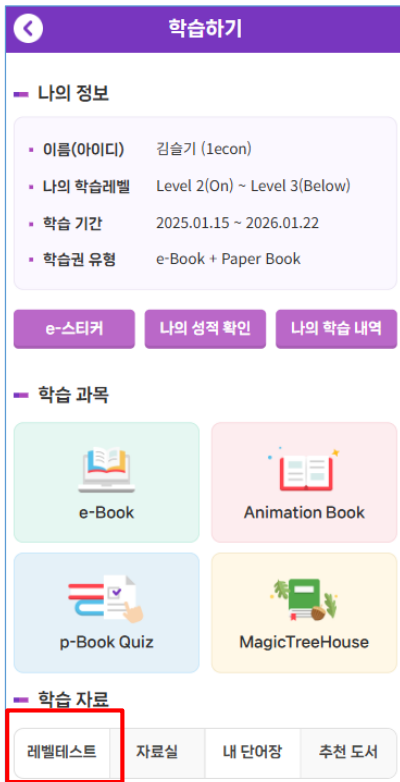 학습하기
나의 정보
이름(아이디) 김슬기 (1econ)
나의 학습레벨 Level 2(On) ~ Level 3(Below)
학습 기간 2025.01.15 ~ 2026.01.22
학습권 유형 e-Book + Paper Book
e-스티커 나의 성적 확인 나의 학습 내역
학습 과목
e-Book Animation Book
p-Book Quiz MagicTreeHouse
학습 자료
레벨테스트 자료실 내 단어장 추천 도서